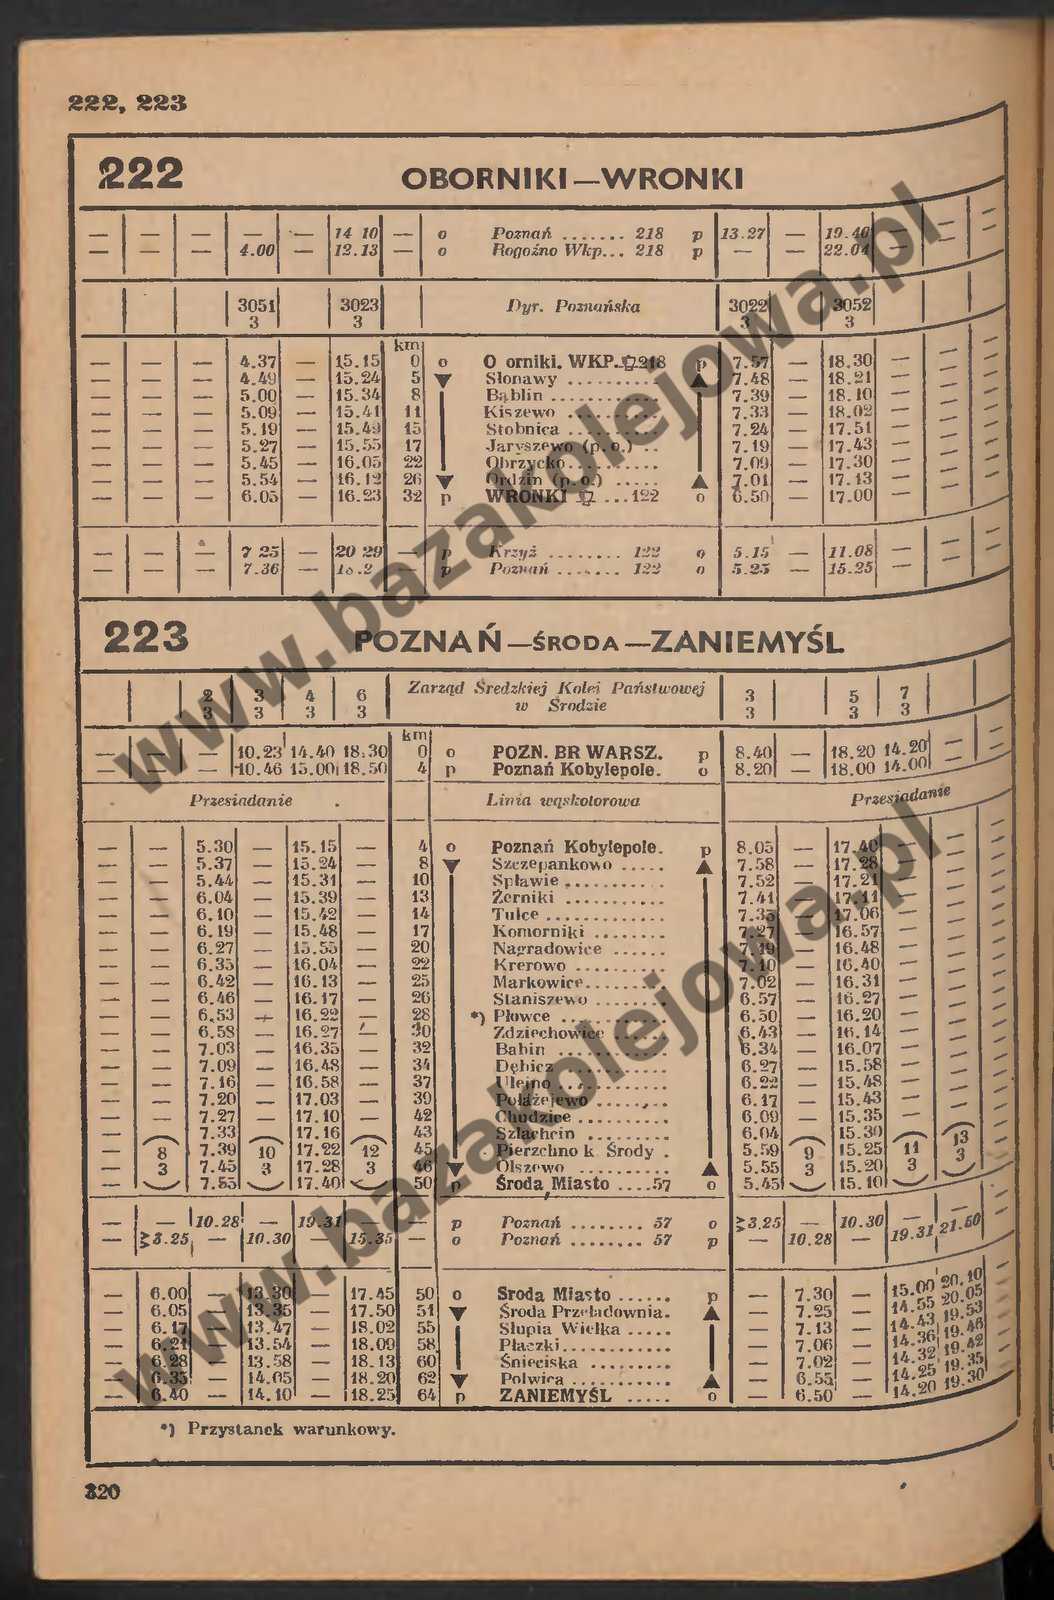 222, 223
222 OBORNIKI—WRONKI
— — — — — 14 10 — o Poznań ....... 218 p 13.27 — 19.40 — — —
— — — 4.00 — 12.13 — o Rogoźno Wkp... 218 p — — 22.04 — — —
3051 3023 Dyr. Poznańska 3022 3052
3 3 3 3
km
— — — 4.37 — 15.15 0 o O orniki. WKP. 218 p 7.57 — 18.30 — — —
— — — 4.49 — 15.24 5 Słonawy .......... 7.48 — 18.21 — — —
— — — 5.00 — 15.34 8 Bąblin ............ 7.39 — 18.10 — — —
— — — 5.09 — 15.41 11 Kiszewo .......... 7.33 — 18.02 — — —
— — — 5.19 — 15.49 15 Stobnica .......... 7.24 — 17.51 — — —
— — — 5.27 — 15.55 17 Jaryszewo (p.o.) .. 7.19 — 17.43 — — —
— — — 5.45 — 16.05 22 Obrzycko.......... 7.09 — 17.30 — — —
— — — 5.54 — 16.12 26 Ordzin (p.o.) ..... 7.01 — 17.13 — — —
— — — 6.05 — 16.23 32 p WRONKI ...122 o 6.50 — 17.00 — — —
— — — 7 25 — 20 29 — p Krzyż ........ 122 o 5.15 — 11.08 — — —
— — — 7.36 — — p Poznań ....... 122 o 5.25 — 15.25 — — —
223 POZNAŃ—ŚRODA—ZANIEMYŚL
2 3 4 6 Zarząd Średzkiej Kolei Państwowej 3 5 7
3 3 3 3 w Środzie 3 3 3
km
— — — 10.23 14.40 18.30 0 o POZN. BR WARSZ. p 8.40 — 18.20 14.20 — —
— — — 10.46 15.00 18.50 4 p Poznań Kobylepole. o 8.20 — 18.00 14.00 — —
Przesiadanie Linia wąskotorowa Przesiadanie
— — 5.30 — 15.15 — 4 o Poznań Kobylepole. p 8.05 — 17.40 — — —
— — 5.37 — 15.24 — 8 Szczepankowo ..... 7.58 — 17.28 — — —
— — 5.44 — 15.31 — 10 Spławie ........... 7.52 — 17.21 — — —
— — 6.04 — 15.39 — 13 Żerniki ........... 7.41 — 17.11 — — —
— — 6.10 — 15.42 — 14 Tulce ............. 7.35 — 17.06 — — —
— — 6.19 — 15.48 — 17 Komorniki ........ 7.27 — 16.57 — — —
— — 6.27 — 15.55 — 20 Nagradowice ...... 7.19 — 16.48 — — —
— — 6.35 — 16.04 — 22 Krerowo .......... 7.10 — 16.40 — — —
— — 6.42 — 16.13 — 25 Markowice......... 7.02 — 16.31 — — —
— — 6.46 — 16.17 — 26 Staniszewo ........ 6.57 — 16.27 — — —
— — 6.53 — 16.22 — 28 *) Płowce ............ 6.50 — 16.20 — — —
— — 6.58 — 16.27 — 30 Zdziechowice ...... 6.43 — 16.14 — — —
— — 7.03 — 16.35 — 32 Babin ............ 6.34 — 16.07 — — —
— — 7.09 — 16.48 — 34 Dębicz ........... 6.27 — 15.58 — — —
— — 7.16 — 16.58 — 37 Ulejno ............ 6.22 — 15.48 — — —
— — 7.20 — 17.03 — 39 Połażejewo ........ 6.17 — 15.43 — — —
— — 7.27 — 17.10 — 42 Chudzice .......... 6.09 — 15.35 — — —
— 7.33 17.16 43 Szlachcin ......... 6.04 15.30
— 8 7.39 10 17.22 12 45 Pierzchno k Środy . 5.59 9 15.25 11 13
— 3 7.45 3 17.28 3 46 Olszewo .......... 5.55 3 15.20 3 3
— 7.55 17.40 50 p Środa Miasto ....57 o 5.45 15.10
— — 10.28 — 19.31 — — p Poznań ......... 57 o 3.25 — 10.30 — — —
— 3.25 — 10.30 — 15.35 — o Poznań ......... 57 p — 10.28 — 19.31 21.50 —
— 6.00 — 13.30 — 17.45 50 o Środa Miasto ...... p — 7.30 — 15.00 20.10 —
— 6.05 — 13.35 — 17.50 51 Środa Przeładownia. — 7.25 — 14.55 20.05 —
— 6.17 — 13.47 — 18.02 55 Słupia Wielka ..... — 7.13 — 14.43 19.53 —
— 6.21 — 13.54 — 18.09 58 Płaczki............ — 7.06 — 14.36 19.46 —
— 6.28 — 13.58 — 18.13 60 Śnieciska ......... — 7.02 — 14.32 19.42 —
— 6.35 — 14.05 — 18.20 62 Polwica ........... — 6.55 — 14.25 19.35 —
— 6.40 — 14.10 — 18.25 64 p ZANIEMYŚL ..... o — 6.50 — 14.20 19.30 —
*) Przystanek warunkowy.
320
www.bazakolejowa.pl
www.bazakolejowa.pl